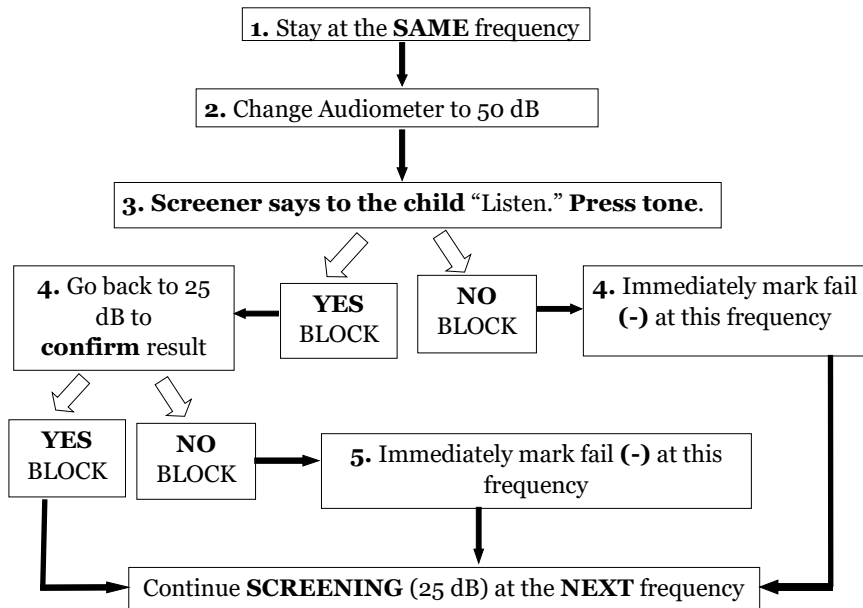 1. Stay at the SAME frequency
2. Change Audiometer to 50 dB
3. Screener says to the child “Listen.” Press tone.
4. Go back to 25
dB to
confirm result
YES
BLOCK
NO
BLOCK
4. Immediately mark fail
(-) at this frequency
YES
BLOCK
NO
BLOCK
5. Immediately mark fail (-) at this
frequency
Continue SCREENING (25 dB) at the NEXT frequency